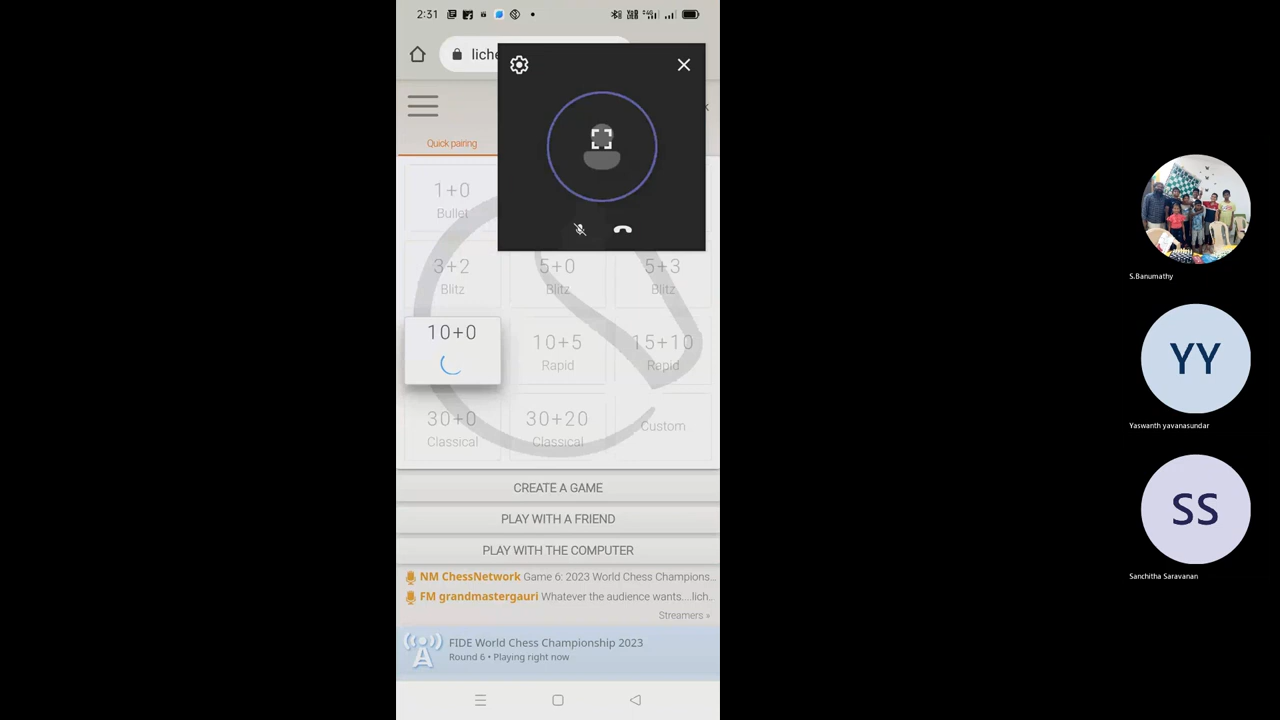 2:31
liche
Quick pairing
1+0
Bullet
3+2
Blitz
5+0
Blitz
5+3
Blitz
10+0
10+5
Rapid
15+10
Rapid
30+0
Classical
30+20
Classical
Custom
CREATE A GAME
PLAY WITH A FRIEND
PLAY WITH THE COMPUTER
NM ChessNetwork Game 6: 2023 World Chess Champions...
FM grandmastergauri Whatever the audience wants....lich..
Streamers »
FIDE World Chess Championship 2023
Round 6 • Playing right now
S.Banumathy
YY
Yaswanth yavanasundar
SS
Sanchitha Saravanan